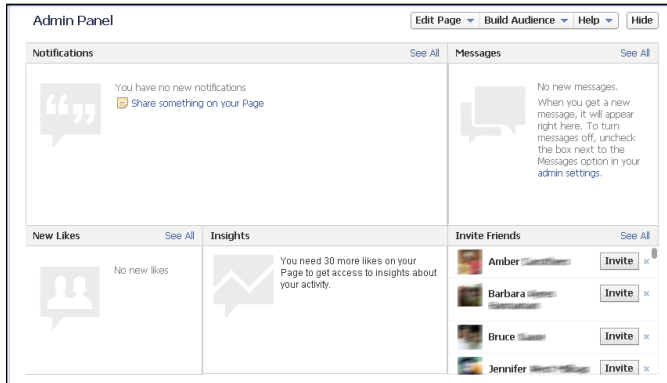 Admin Panel
Edit Page Build Audience Help Hide
Notifications See All
You have no new notifications
Share something on your Page
Messages See All
No new messages.
When you get a new
message, it will appear
right here. To turn
messages off, uncheck
the box next to the
Messages option in your
admin settings.
New Likes See All
No new likes
Insights
You need 30 more likes on your
Page to get access to insights about
your activity.
Invite Friends See All
Amber Invite ×
Barbara Invite ×
Bruce Invite ×
Jennifer Invite ×